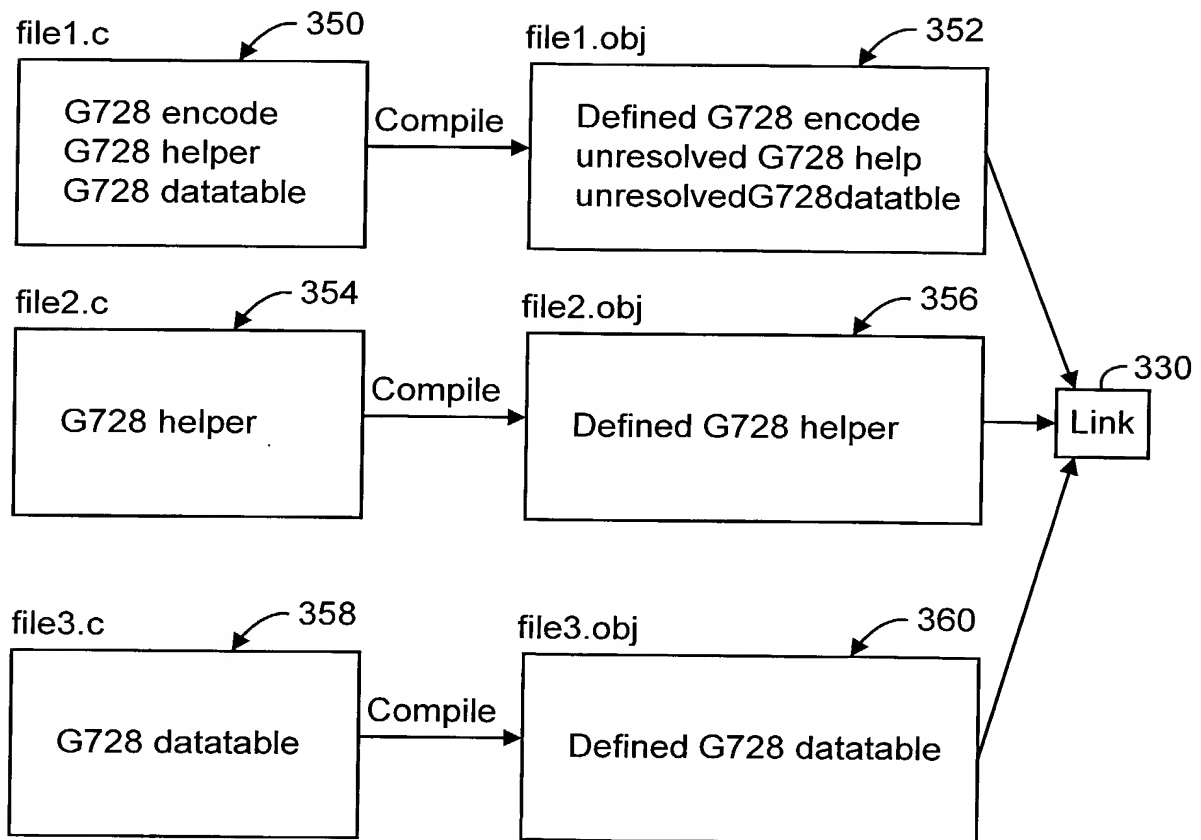 file1.c
350
G728 encode
G728 helper
G728 datatable
Compile
file1.obj
352
Defined G728 encode
unresolved G728 help
unresolvedG728datatble
file2.c
354
G728 helper
Compile
file2.obj
356
Defined G728 helper
330
Link
file3.c
358
G728 datatable
Compile
file3.obj
360
Defined G728 datatable